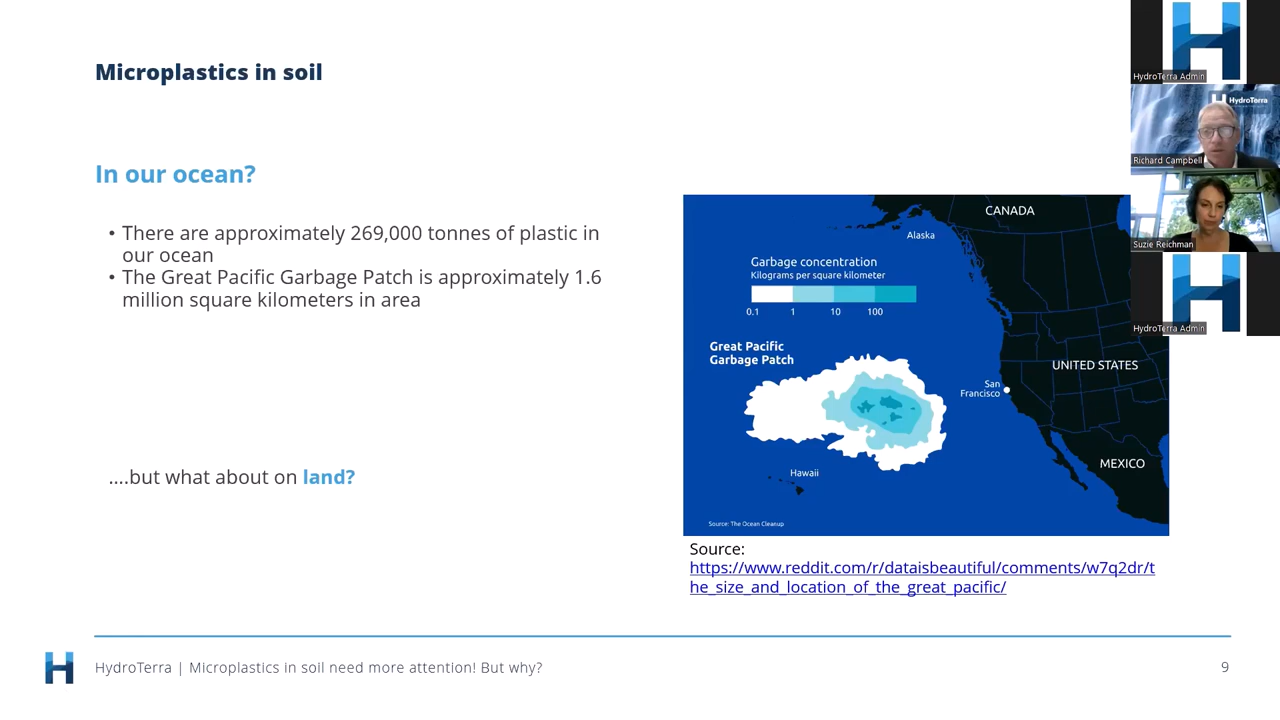 Microplastics in soil
In our ocean?
• There are approximately 269,000 tonnes of plastic in
our ocean
• The Great Pacific Garbage Patch is approximately 1.6
million square kilometers in area
....but what about on land?
CANADA
Alaska
Garbage concentration
Kilograms per square kilometer
0.1 1 10 100
Great Pacific
Garbage Patch
San
Francisco
UNITED STATES
MEXICO
Hawaii
Source: The Ocean Cleanup
Source:
https://www.reddit.com/r/dataisbeautiful/comments/w7q2dr/t
he_size_and_location_of_the_great_pacific/
HydroTerra Admin
HydroTerra
Richard Campbell
Suzie Reichman
HydroTerra Admin
HydroTerra | Microplastics in soil need more attention! But why?
9